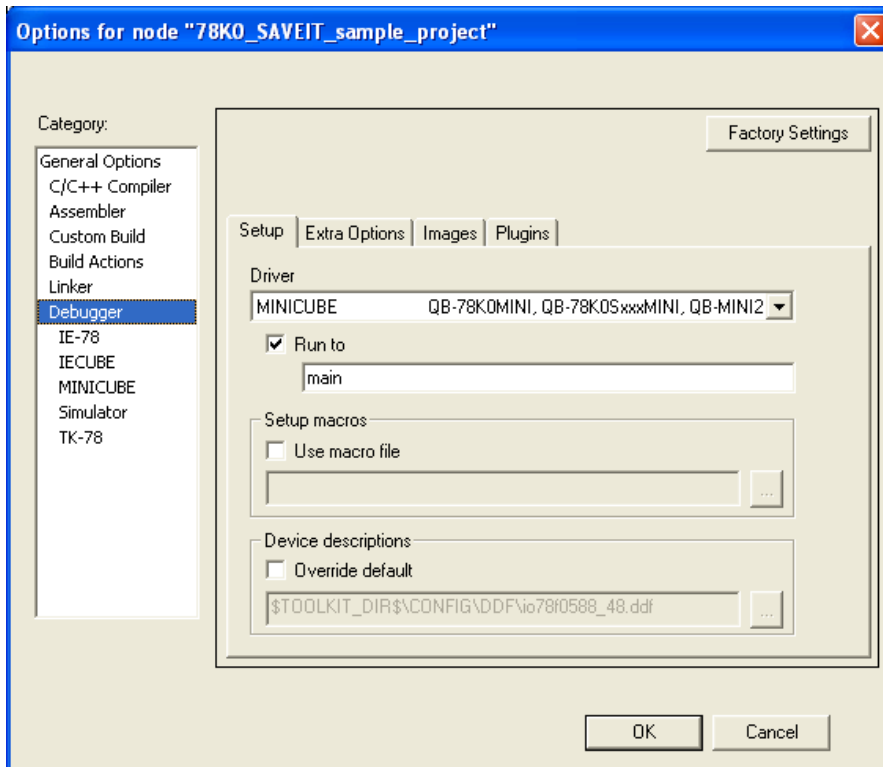 Options for node "78K0_SAVEIT_sample_project"
Category:
Factory Settings
General Options
C/C++ Compiler
Assembler
Custom Build
Build Actions
Linker
Debugger
IE-78
IECUBE
MINICUBE
Simulator
TK-78
Setup Extra Options Images Plugins
Driver
MINICUBE QB-78K0MINI, QB-78K0SxxxMINI, QB-MINI2
Run to
main
Setup macros
Use macro file
...
Device descriptions
Override default
$TOOLKIT_DIR$\CONFIG\DDF\io78f0588_48.ddf
...
OK Cancel